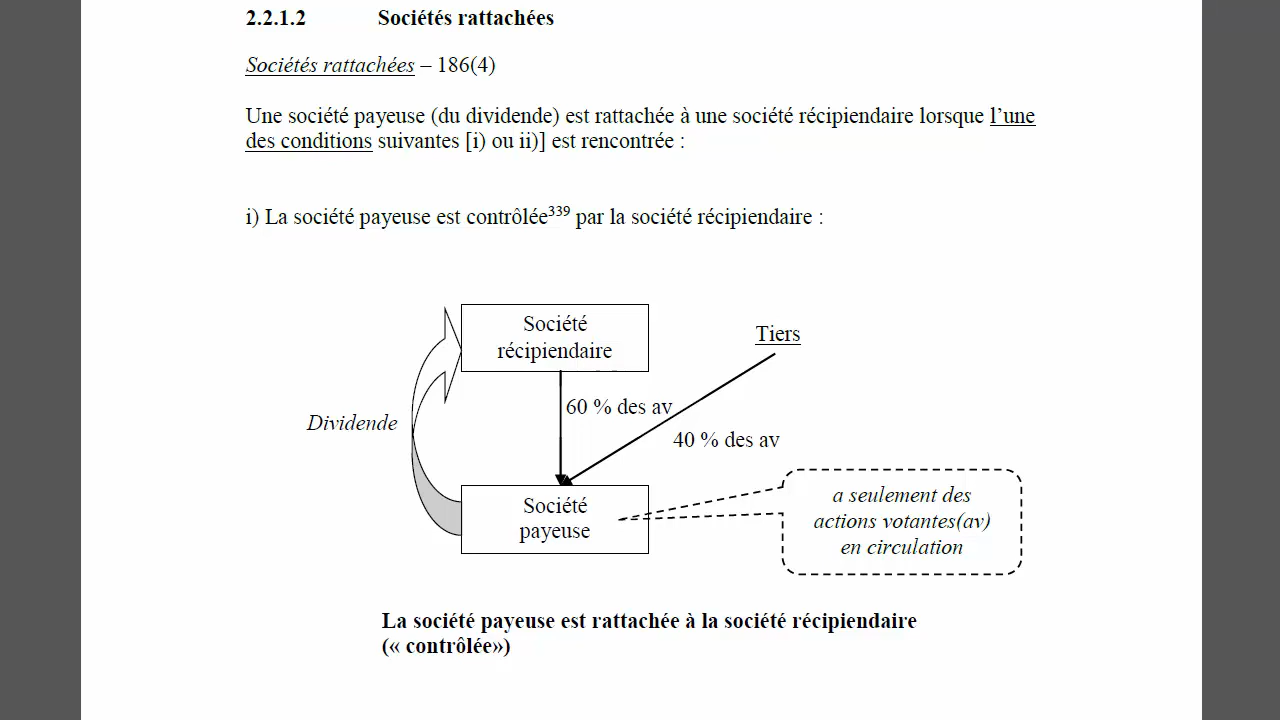 2.2.1.2 Sociétés rattachées
Sociétés rattachées – 186(4)
Une société payeuse (du dividende) est rattachée à une société récipiendaire lorsque l’une
des conditions suivantes [i) ou ii)] est rencontrée :
i) La société payeuse est contrôlée339 par la société récipiendaire :
Société
récipiendaire
Tiers
60 % des av
Dividende
40 % des av
Société
payeuse
a seulement des
actions votantes(av)
en circulation
La société payeuse est rattachée à la société récipiendaire
(« contrôlée»)